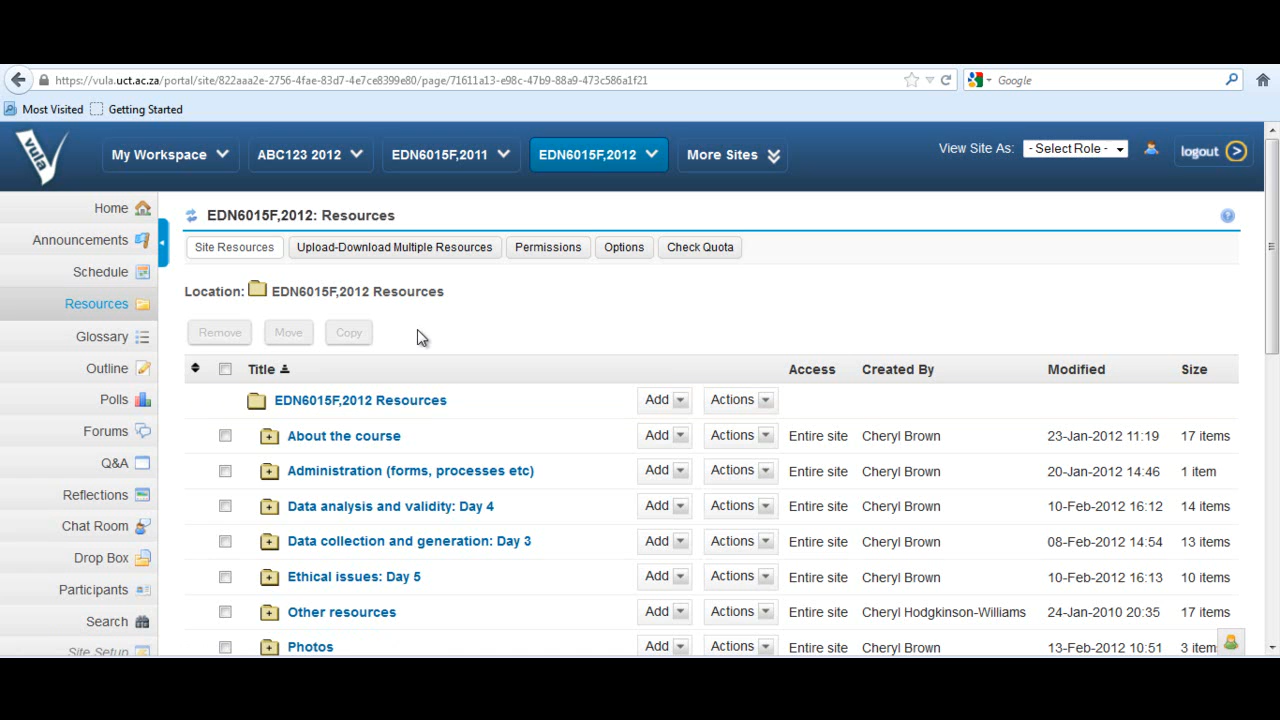 https://vula.uct.ac.za/portal/site/822aaa2e-2756-4fae-83d7-4e7ce8399e80/page/71611a13-e98c-47b9-88a9-473c586a1f21
Google
Most Visited Getting Started
vula
My Workspace ABC123 2012 EDN6015F,2011 EDN6015F,2012 More Sites View Site As: - Select Role - logout
Home
Announcements
Schedule
Resources
Glossary
Outline
Polls
Forums
Q&A
Reflections
Chat Room
Drop Box
Participants
Search
Site Setup
EDN6015F,2012: Resources
Site Resources Upload-Download Multiple Resources Permissions Options Check Quota
Location: EDN6015F,2012 Resources
Remove Move Copy
Title Access Created By Modified Size
EDN6015F,2012 Resources Add Actions
About the course Add Actions Entire site Cheryl Brown 23-Jan-2012 11:19 17 items
Administration (forms, processes etc) Add Actions Entire site Cheryl Brown 20-Jan-2012 14:46 1 item
Data analysis and validity: Day 4 Add Actions Entire site Cheryl Brown 10-Feb-2012 16:12 14 items
Data collection and generation: Day 3 Add Actions Entire site Cheryl Brown 08-Feb-2012 14:54 13 items
Ethical issues: Day 5 Add Actions Entire site Cheryl Brown 10-Feb-2012 16:13 10 items
Other resources Add Actions Entire site Cheryl Hodgkinson-Williams 24-Jan-2010 20:35 17 items
Photos Add Actions Entire site Cheryl Brown 13-Feb-2012 10:51 3 item